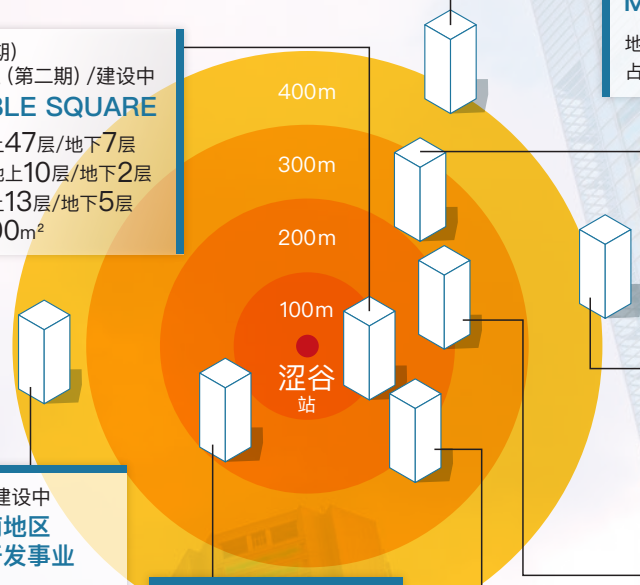 期)
(第二期) /建设中
BLE SQUARE
上47层/地下7层
地上10层/地下2层
上13层/地下5层
00m²
400m
300m
200m
100m
涩谷
站
地
占
建设中
南地区
开发事业